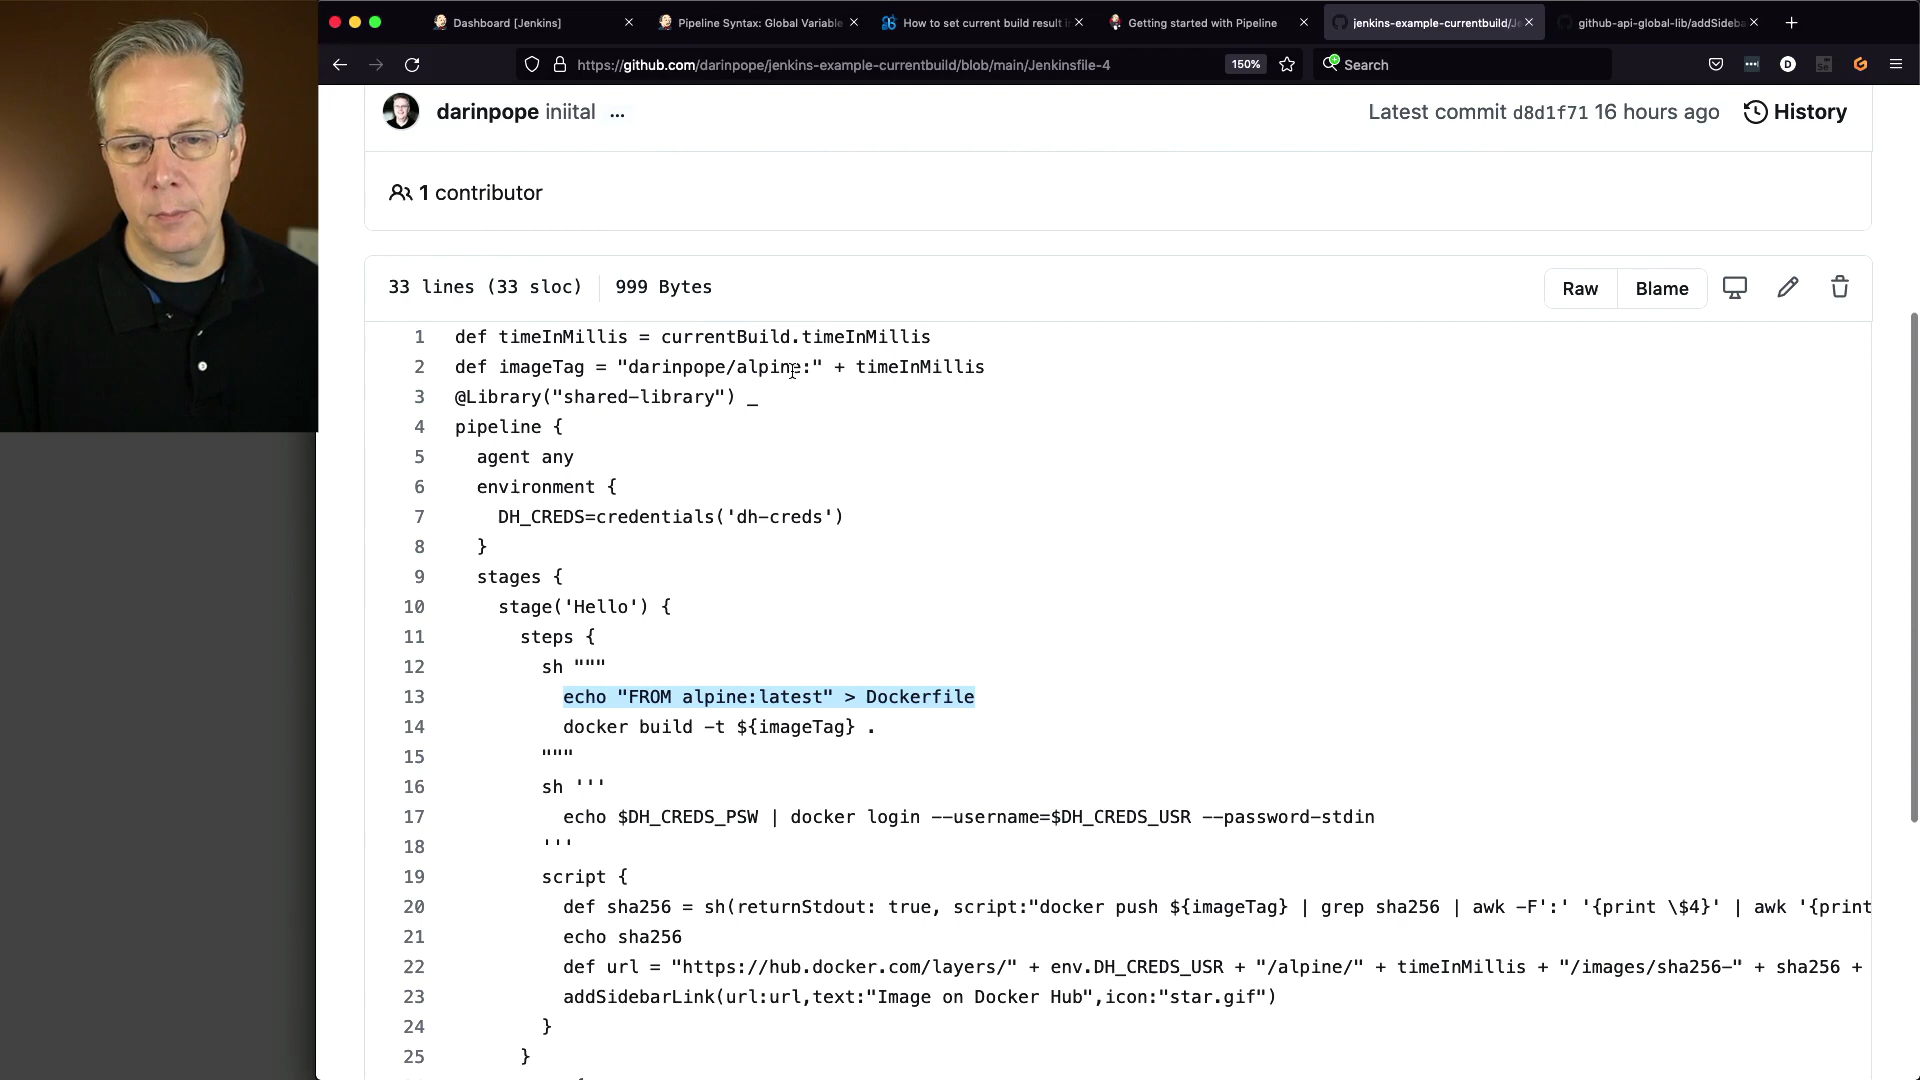 Dashboard [Jenkins]
Pipeline Syntax: Global Variable
How to set current build result i
Getting started with Pipeline
jenkins-example-currentbuild/Je
github-api-global-lib/addSideba
https://github.com/darinpope/jenkins-example-currentbuild/blob/main/Jenkinsfile-4
150%
Search
darinpope iniital ...
Latest commit d8d1f71 16 hours ago
History
1 contributor
33 lines (33 sloc)
999 Bytes
Raw
Blame
1 def timeInMillis = currentBuild.timeInMillis
2 def imageTag = "darinpope/alpine:" + timeInMillis
3 @Library("shared-library") _
4 pipeline {
5 agent any
6 environment {
7 DH_CREDS=credentials('dh-creds')
8 }
9 stages {
10 stage('Hello') {
11 steps {
12 sh """
13 echo "FROM alpine:latest" > Dockerfile
14 docker build -t ${imageTag} .
15 """
16 sh '''
17 echo $DH_CREDS_PSW | docker login --username=$DH_CREDS_USR --password-stdin
18 '''
19 script {
20 def sha256 = sh(returnStdout: true, script:"docker push ${imageTag} | grep sha256 | awk -F':' '{print \$4}' | awk '{print
21 echo sha256
22 def url = "https://hub.docker.com/layers/" + env.DH_CREDS_USR + "/alpine/" + timeInMillis + "/images/sha256-" + sha256 +
23 addSidebarLink(url:url,text:"Image on Docker Hub",icon:"star.gif")
24 }
25 }